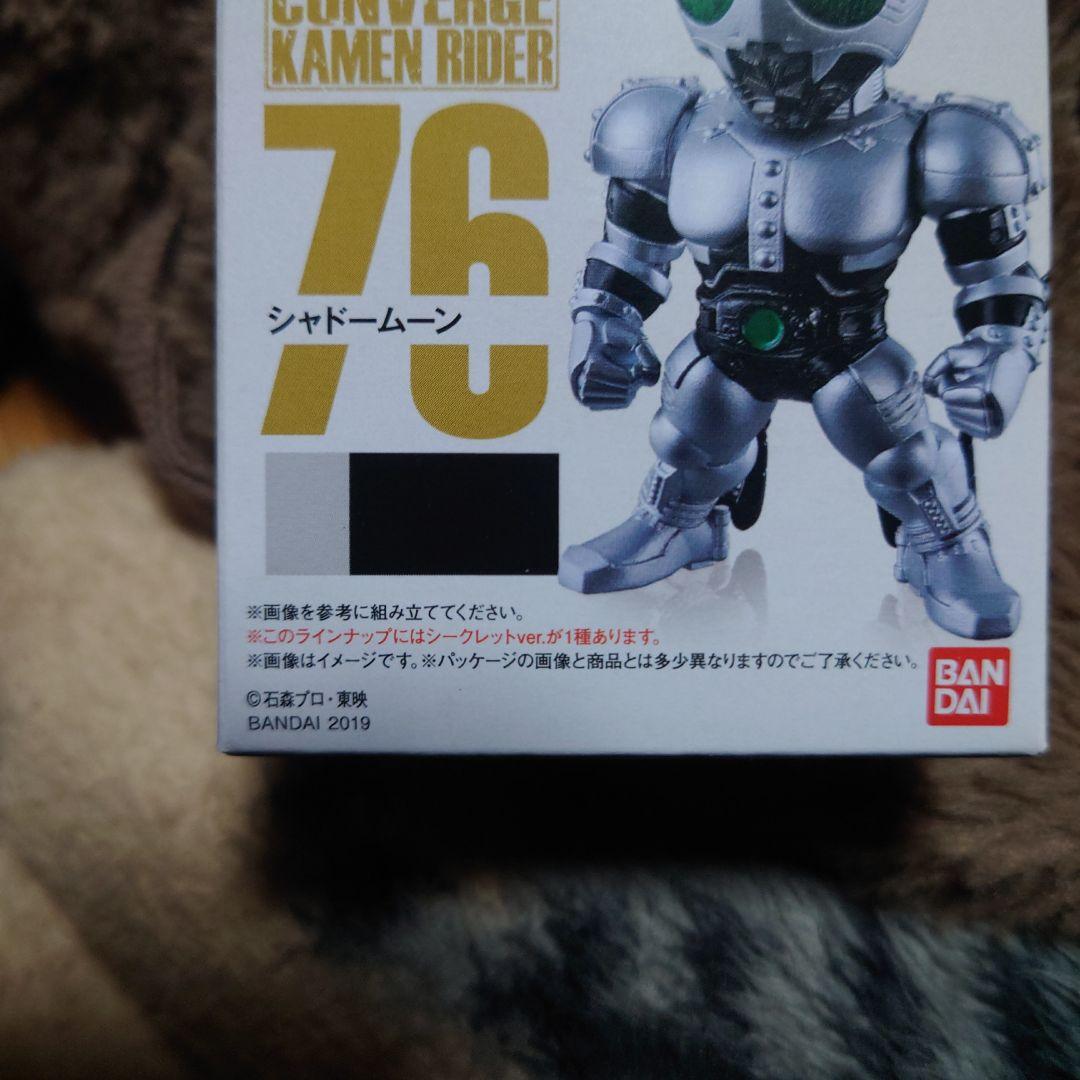 CONVERGE
KAMEN RIDER
76
シャドームーン
※画像を参考に組み立ててください。
※このラインナップにはシークレットver.が1種あります。
※画像はイメージです。※パッケージの画像と商品とは多少異なりますのでご了承ください。
©石森プロ・東映
BANDAI 2019
BAN
DAI